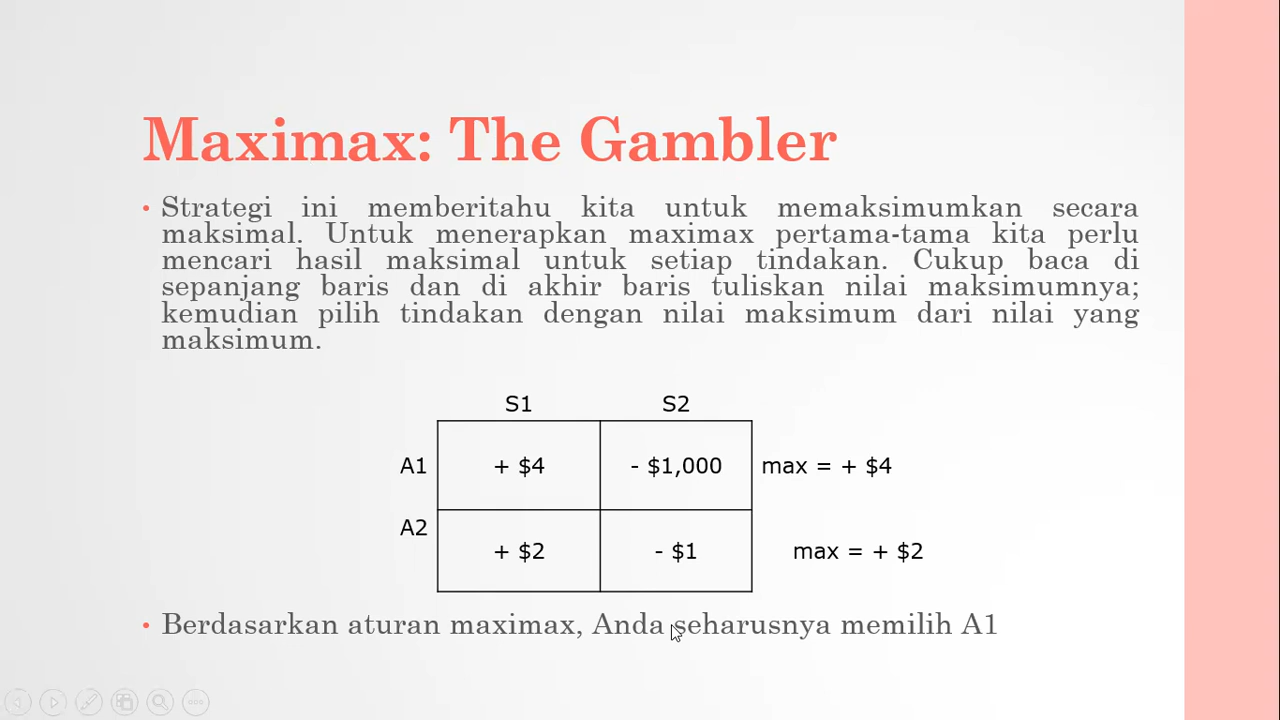 Maximax: The Gambler
• Strategi ini memberitahu kita untuk memaksimumkan secara
maksimal. Untuk menerapkan maximax pertama-tama kita perlu
mencari hasil maksimal untuk setiap tindakan. Cukup baca di
sepanjang baris dan di akhir baris tuliskan nilai maksimumnya;
kemudian pilih tindakan dengan nilai maksimum dari nilai yang
maksimum.
S1 S2
A1 + $4 - $1,000 max = + $4
A2
+ $2 - $1 max = + $2
• Berdasarkan aturan maximax, Anda seharusnya memilih A1